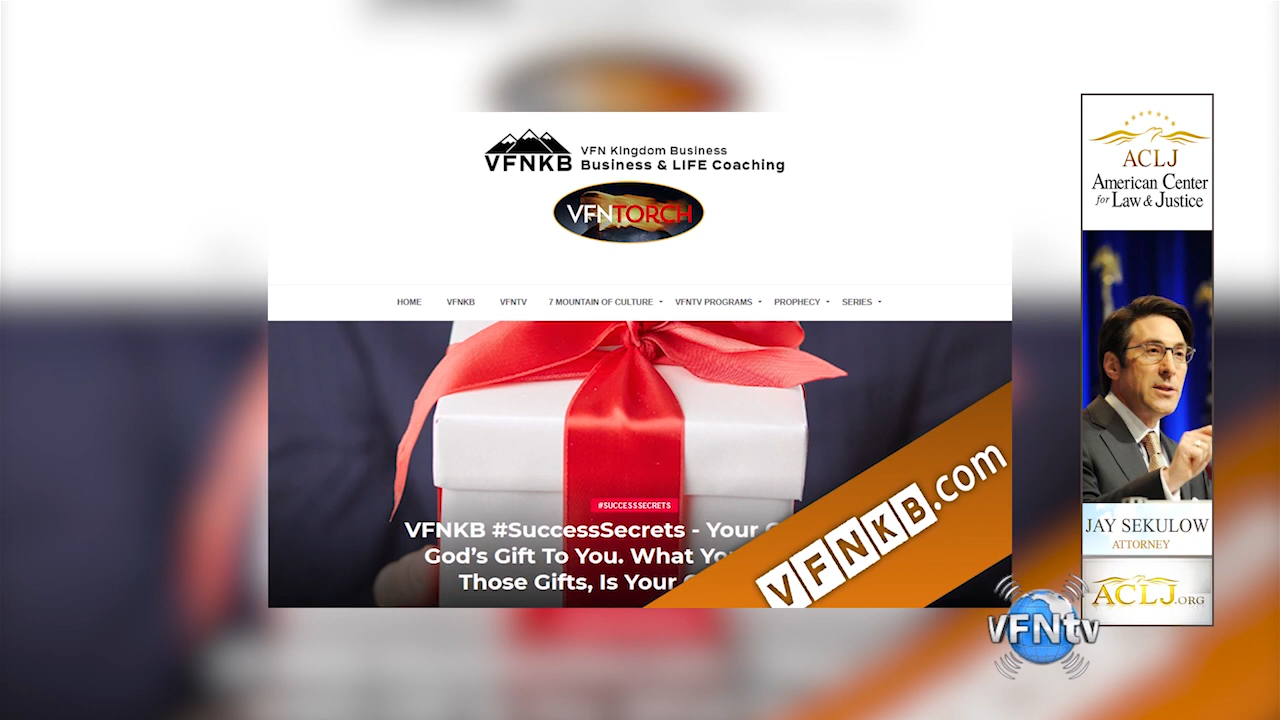 VFNKB
VFN Kingdom Business
Business & LIFE Coaching
VFNTORCH
HOME VFNKB VFNTV 7 MOUNTAIN OF CULTURE VFNTV PROGRAMS PROPHECY SERIES
#SUCCESSSECRETS
VFNKB #SuccessSecrets - Your
God's Gift To You. What
Those Gifts, Is Your
VFNKB.com
ACLJ
American Center
for Law & Justice
JAY SEKULOW
ATTORNEY
ACLJ.ORG
VFNtv